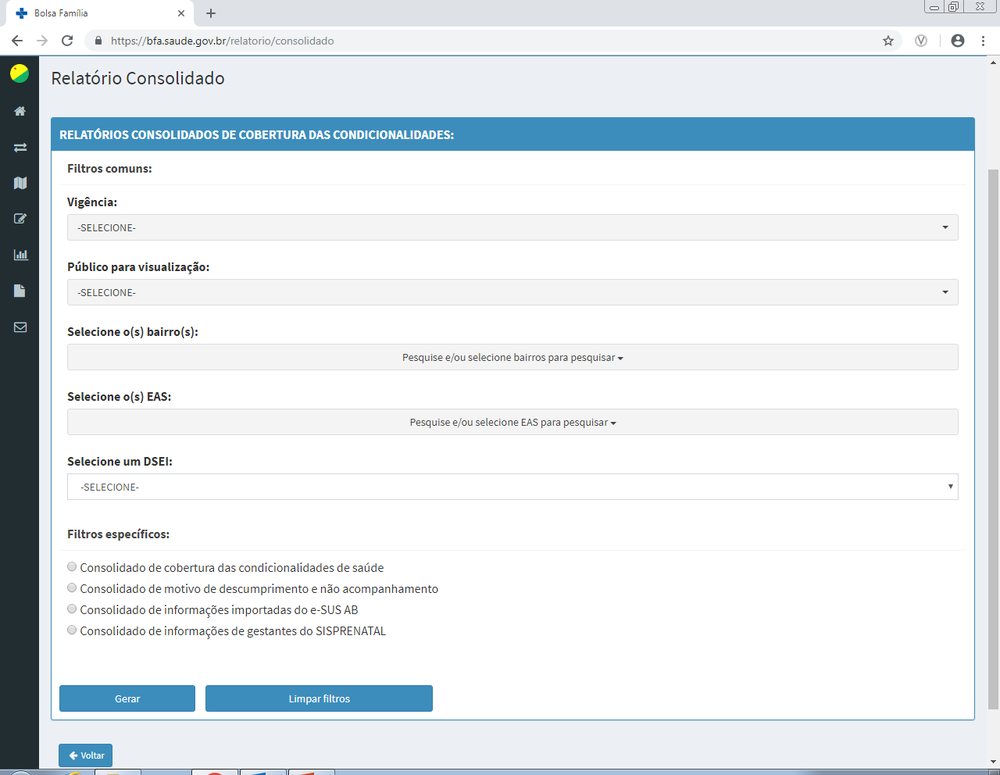 Bolsa Família
https://bfa.saude.gov.br/relatorio/consolidado
Relatório Consolidado
RELATÓRIOS CONSOLIDADOS DE COBERTURA DAS CONDICIONALIDADES:
Filtros comuns:
Vigência:
-SELECIONE-
Público para visualização:
-SELECIONE-
Selecione o(s) bairro(s):
Pesquise e/ou selecione bairros para pesquisar
Selecione o(s) EAS:
Pesquise e/ou selecione EAS para pesquisar
Selecione um DSEI:
-SELECIONE-
Filtros específicos:
Consolidado de cobertura das condicionalidades de saúde
Consolidado de motivo de descumprimento e não acompanhamento
Consolidado de informações importadas do e-SUS AB
Consolidado de informações de gestantes do SISPRENATAL
Gerar Limpar filtros
Voltar